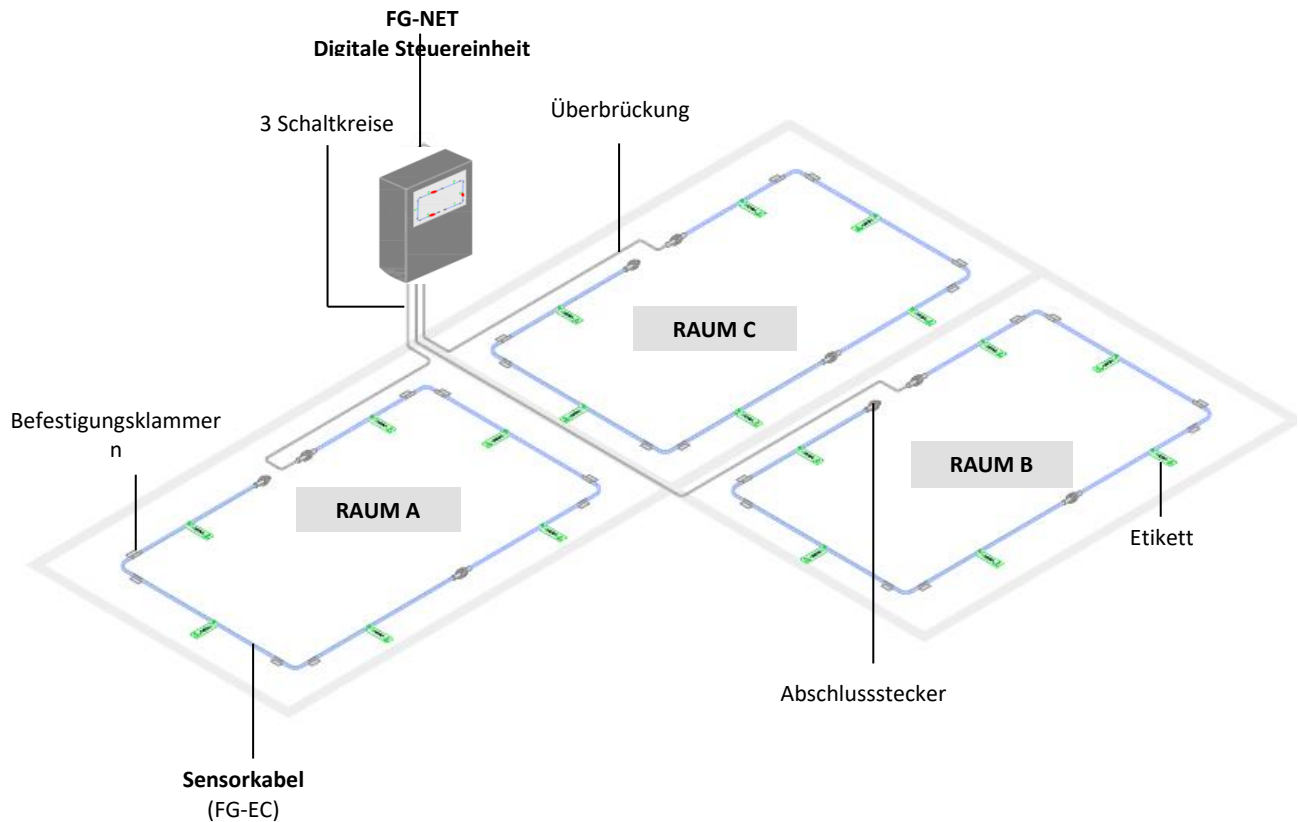 FG-NET
Digitale Steuereinheit
Überbrückung
3 Schaltkreise
RAUM C
Befestigungsklammer
n
RAUM B
RAUM A
Etikett
Abschlussstecker
Sensorkabel
(FG-EC)